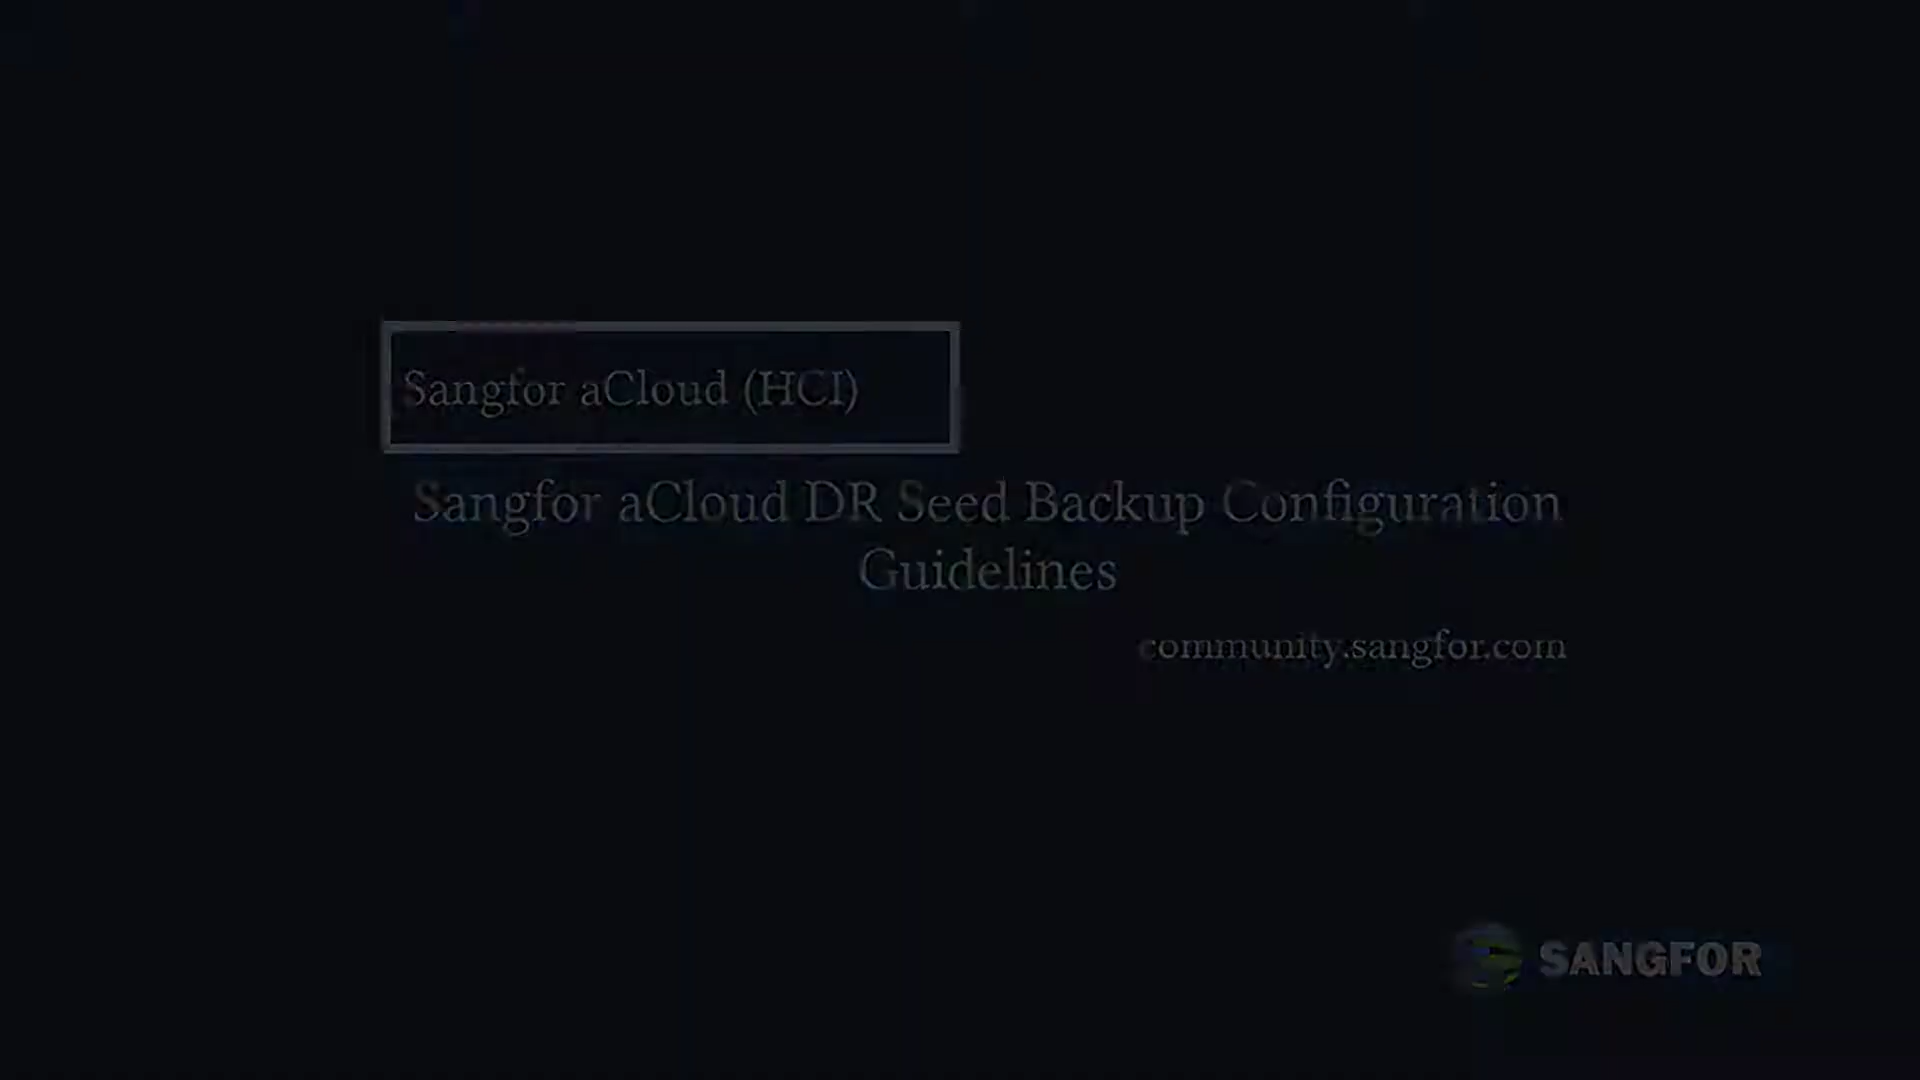 Sangfor aCloud (HCI)
Sangfor aCloud DR Seed Backup Configuration
Guidelines
community.sangfor.com
SANGFOR